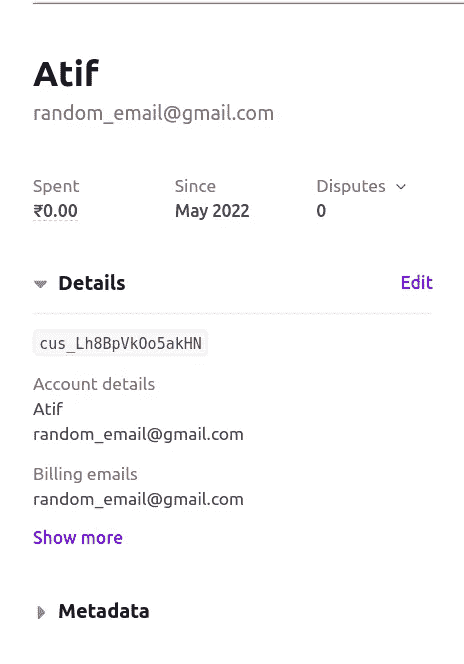 Atif
random_email@gmail.com
Spent Since Disputes
₹0.00 May 2022 0
Details Edit
cus_Lh8BpVkOo5akHN
Account details
Atif
random_email@gmail.com
Billing emails
random_email@gmail.com
Show more
Metadata